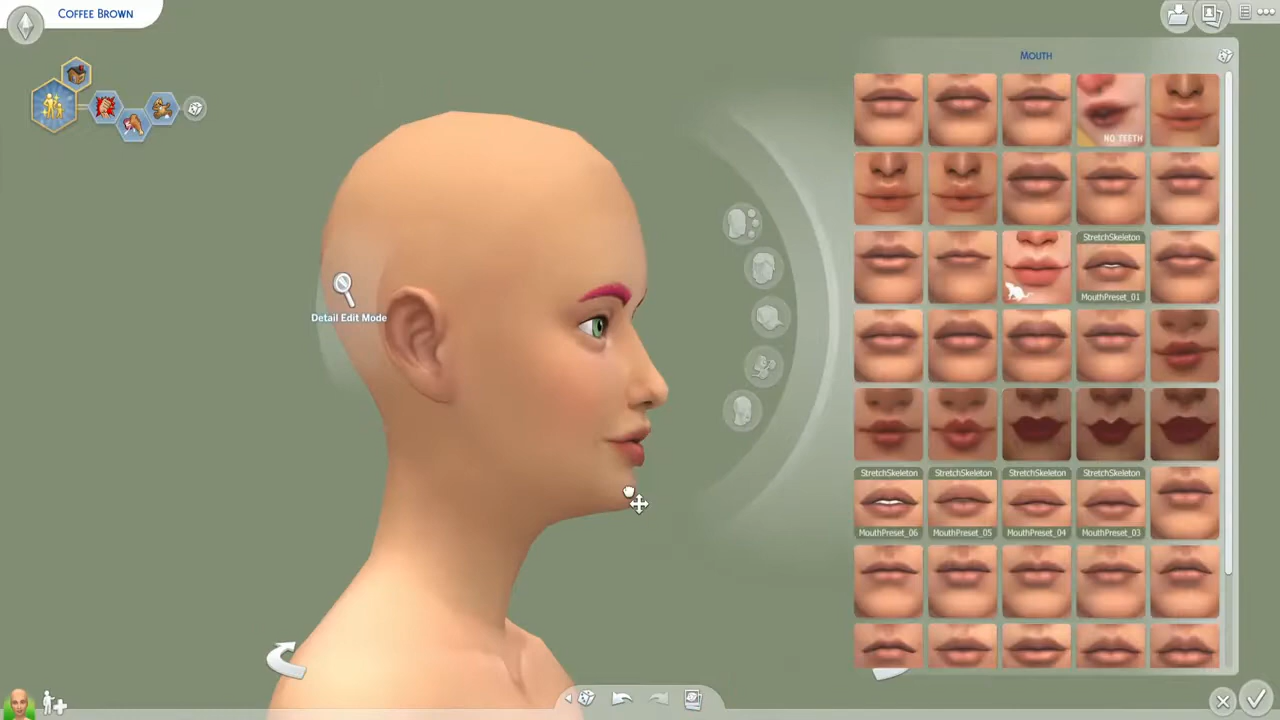 Coffee Brown
Mouth
NO TEETH
StretchSkeleton
MouthPreset_01
Detail Edit Mode
StretchSkeleton
StretchSkeleton
StretchSkeleton
StretchSkeleton
MouthPreset_06
MouthPreset_05
MouthPreset_04
MouthPreset_03